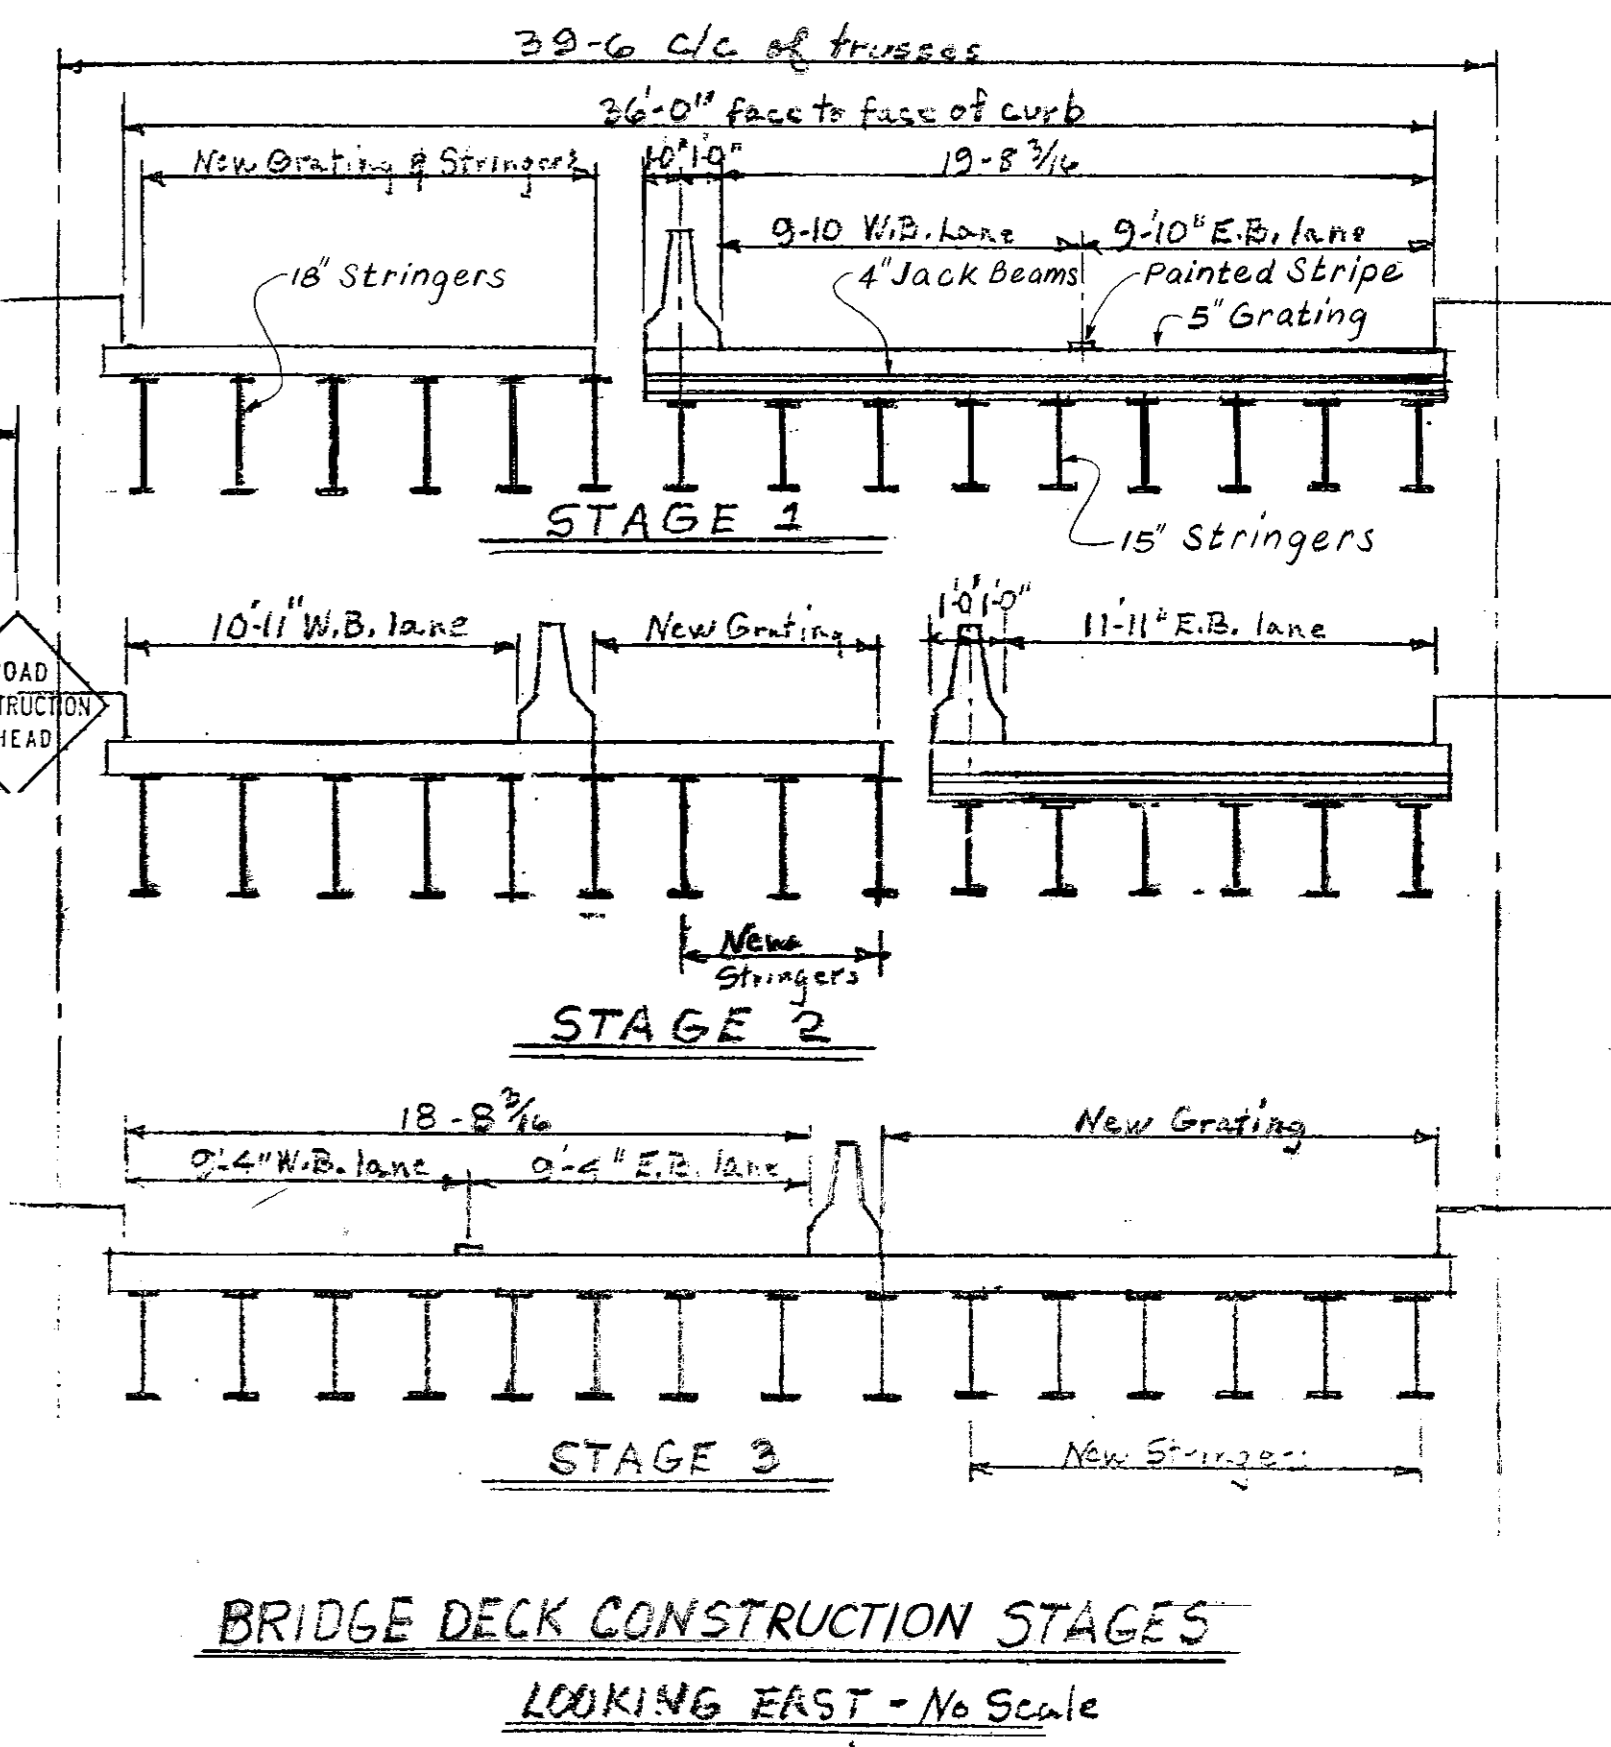 39-6 c/c of trusses
36'-0" face to face of curb
New Grating & Stringers
1-0" 1'-0"
19-8 3/16
9-10 W.B. Lane
9'-10" E.B. lane
18" Stringers
4" Jack Beams
Painted Stripe
5" Grating
STAGE 1
15" Stringers
10'-11" W.B. lane
New Grating
1'-0" 1'-0"
11'-11" E.B. lane
OAD
TRUCTION
HEAD
New
Stringers
STAGE 2
18-8 3/16
New Grating
9'-4" W.B. lane
9'-4" E.B. lane
STAGE 3
New Stringers
BRIDGE DECK CONSTRUCTION STAGES
LOOKING EAST - No Scale